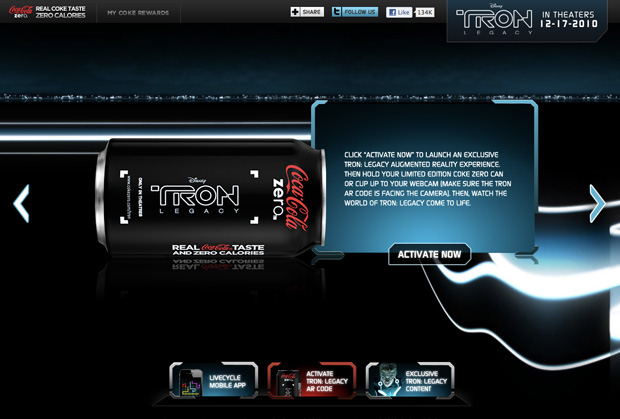 Coca-Cola zero. REAL COKE TASTE
ZERO CALORIES
MY COKE REWARDS
SHARE
FOLLOW US
Like
134K
Disney
TRON
LEGACY
IN THEATERS
12-17-2010
CLICK "ACTIVATE NOW" TO LAUNCH AN EXCLUSIVE
TRON: LEGACY AUGMENTED REALITY EXPERIENCE.
THEN HOLD YOUR LIMITED EDITION COKE ZERO CAN
OR CUP UP TO YOUR WEBCAM (MAKE SURE THE TRON
AR CODE IS FACING THE CAMERA). THEN, WATCH THE
WORLD OF TRON: LEGACY COME TO LIFE.
ACTIVATE NOW
ONLY IN THEATERS
Disney
TRON
LEGACY
Coca-Cola
zero
REAL Coca-Cola TASTE
AND ZERO CALORIES
LIVECYCLE
MOBILE APP
ACTIVATE
TRON: LEGACY
AR CODE
EXCLUSIVE
TRON: LEGACY
CONTENT